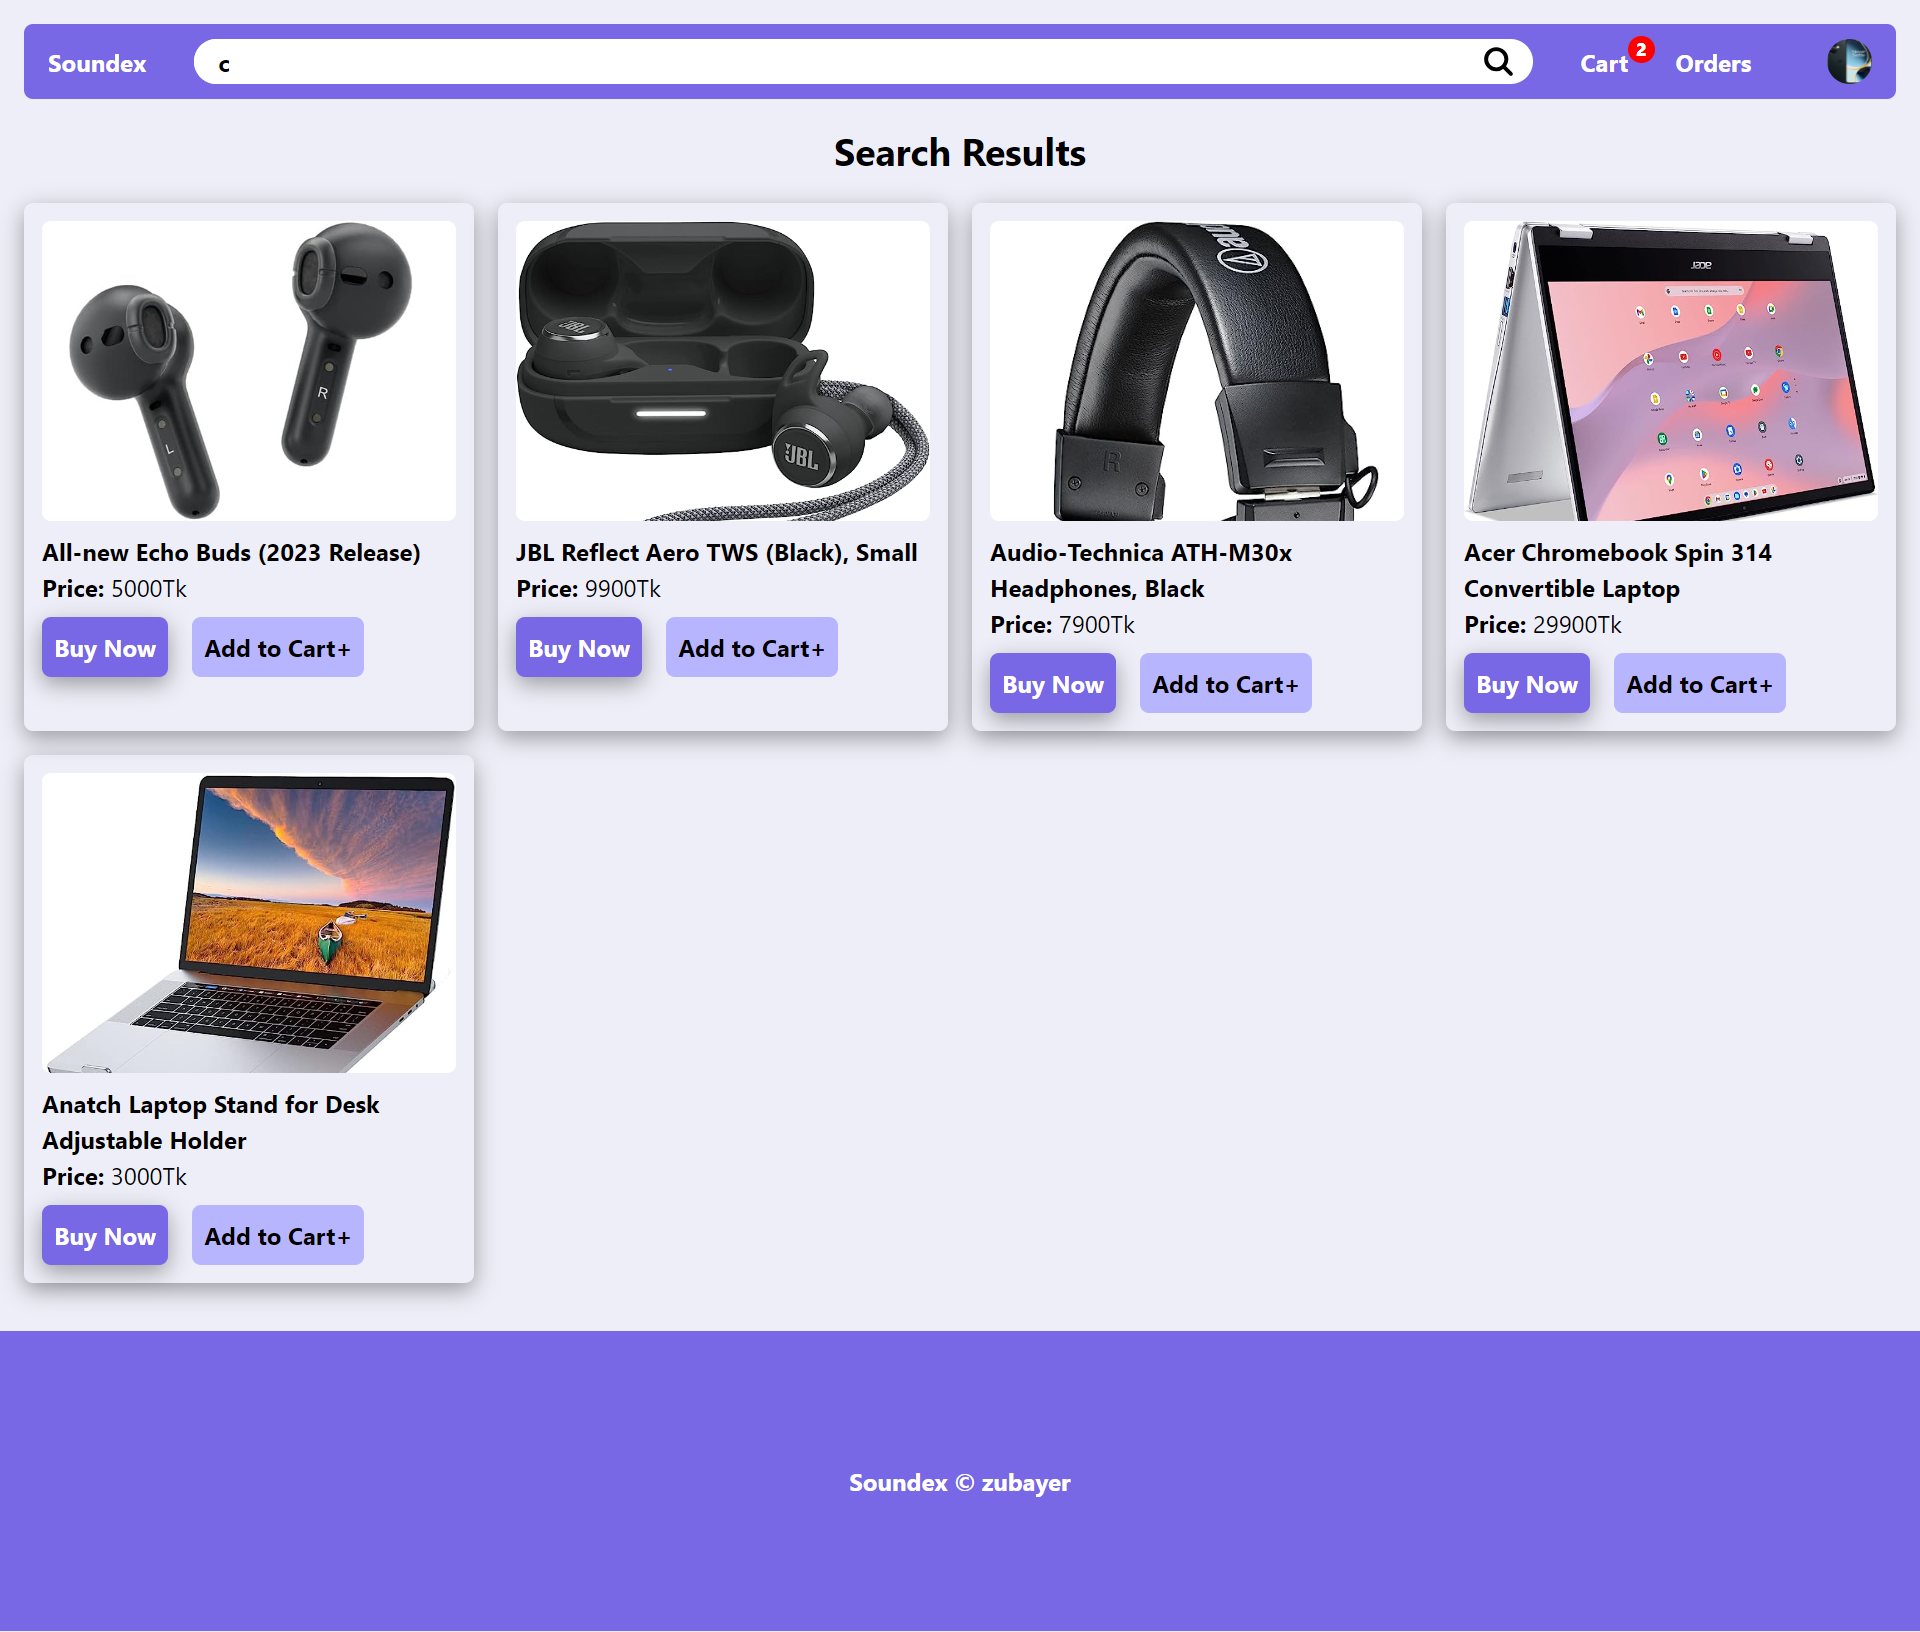 Soundex
c
Cart
2
Orders
Search Results
L
R
All-new Echo Buds (2023 Release)
Price: 5000Tk
Buy Now
Add to Cart+
JBL
JBL
JBL Reflect Aero TWS (Black), Small
Price: 9900Tk
Buy Now
Add to Cart+
R
Audio-Technica ATH-M30x
Headphones, Black
Price: 7900Tk
Buy Now
Add to Cart+
acer
Acer Chromebook Spin 314
Convertible Laptop
Price: 29900Tk
Buy Now
Add to Cart+
Anatch Laptop Stand for Desk
Adjustable Holder
Price: 3000Tk
Buy Now
Add to Cart+
Soundex © zubayer